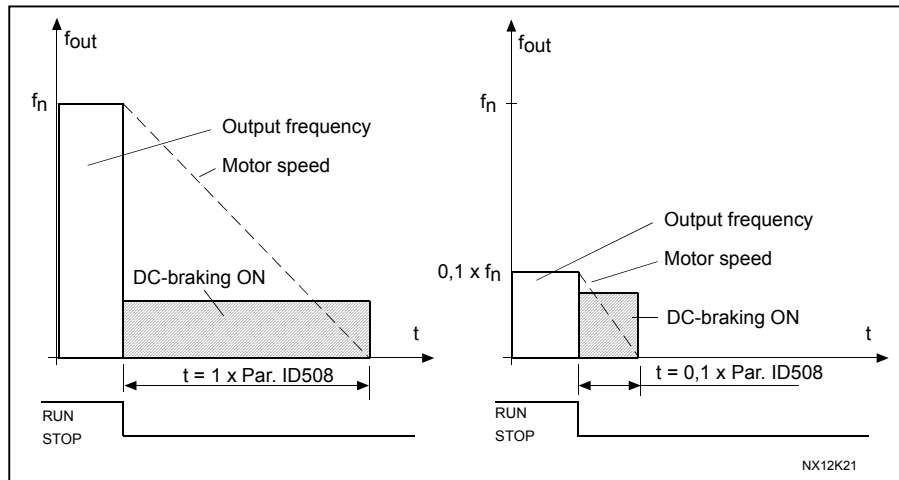 fout
fn
Output frequency
Motor speed
DC-braking ON
t
t = 1 x Par. ID508
RUN
STOP
fout
fn
Output frequency
Motor speed
0,1 x fn
DC-braking ON
t
t = 0,1 x Par. ID508
RUN
STOP
NX12K21